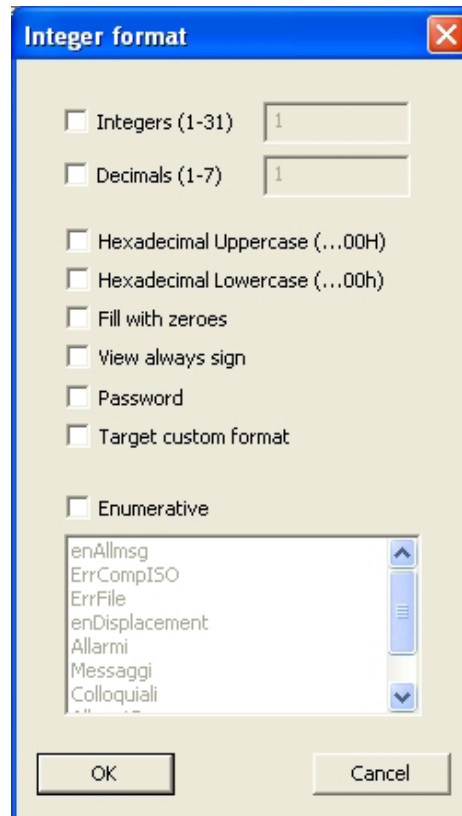 Integer format
Integers (1-31) 1
Decimals (1-7) 1
Hexadecimal Uppercase (...00H)
Hexadecimal Lowercase (...00h)
Fill with zeroes
View always sign
Password
Target custom format
Enumerative
enAllmsg
ErrCompISO
ErrFile
enDisplacement
Allarmi
Messaggi
Colloquiali
OK Cancel